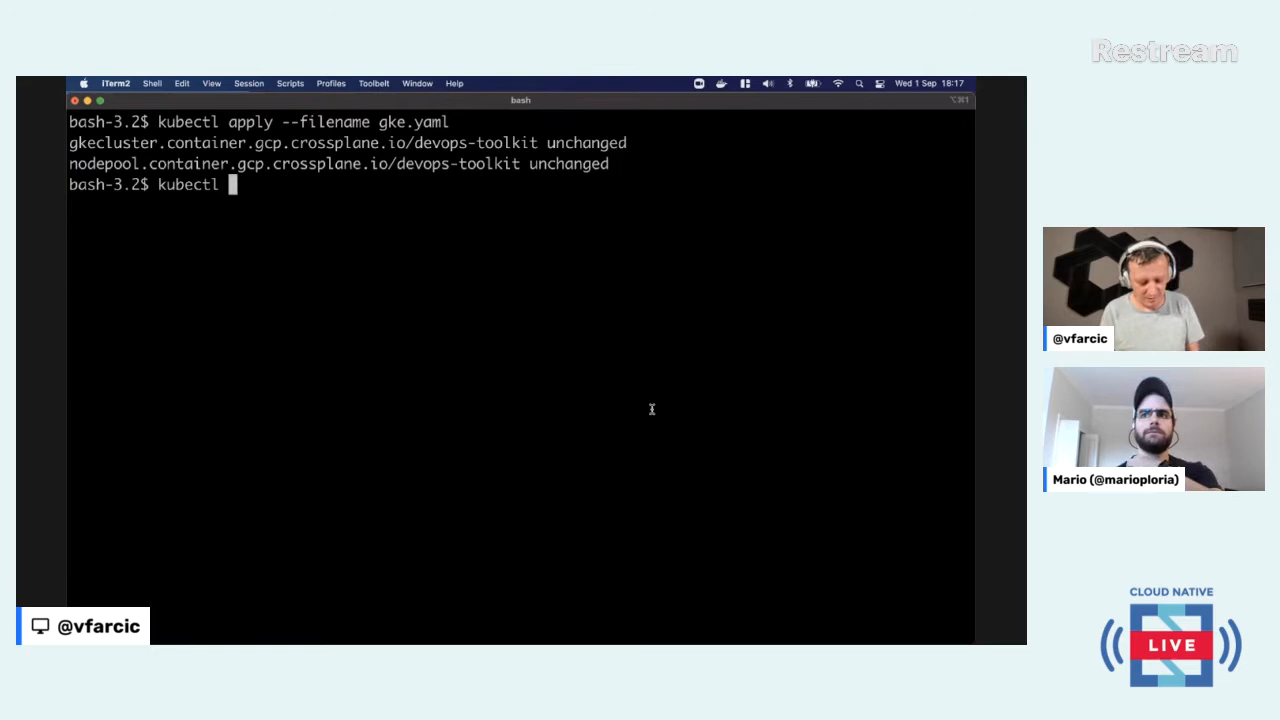 Restream
iTerm2 Shell Edit View Session Scripts Profiles Toolbelt Window Help Wed 1 Sep 18:17
bash
⌥⌘1
bash-3.2$ kubectl apply --filename gke.yaml
gkecluster.container.gcp.crossplane.io/devops-toolkit unchanged
nodepool.container.gcp.crossplane.io/devops-toolkit unchanged
bash-3.2$ kubectl
@vfarcic
Mario (@marioploria)
@vfarcic
CLOUD NATIVE
LIVE